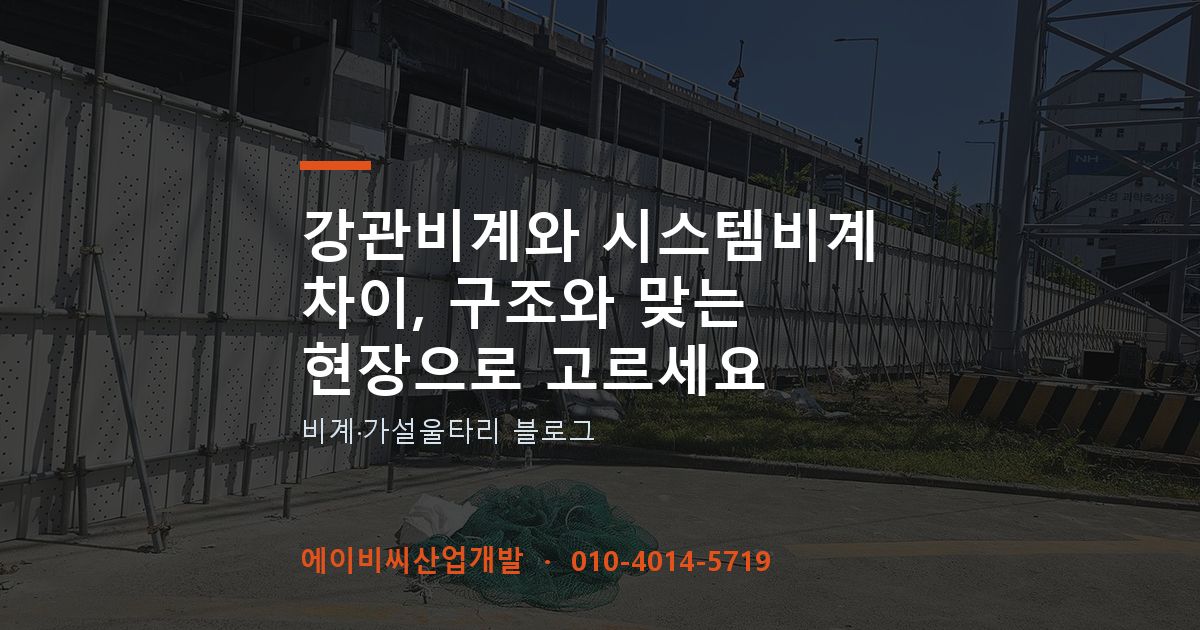 강관비계와 시스템비계
차이, 구조와 맞는
현장으로 고르세요
비계·가설울타리 블로그
에이비씨산업개발 · 010-4014-5719
NH